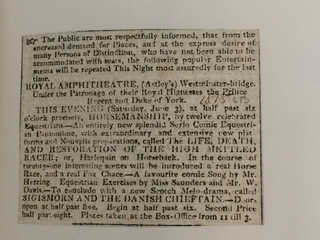 ☞ The Public are most respectfully informed, that from the
encreased demand for Places, and at the express desire of
many Persons of Distinction, who have not been able to be
accommodated with seats, the following popular Entertain-
ments will be repeated This Night most assuredly for the last
time.
ROYAL AMPHITHEATRE, (Astley's) Westminster-bridge.
Under the Patronage of their Royal Highnesses the Prince
Regent and Duke of York.
THIS EVENING (Saturday, June), at half past six
o'clock precisely, HORSEMANSHIP, by twelve celebrated
Equestrians.—An entirely new splendid Serio Comic Equestri-
an Pantomime, with extraordinary and extensive new plat-
forms and Nouvelle preparations, called The LIFE, DEATH,
AND RESTORATION OF THE HIGH METTLED
RACER; or, Harlequin on Horseback. In the course of
twenty-nine interesting scenes will be introduced a real Horse
Race, and a real Fox Chace.—A favourite comic Song by Mr.
Herring. Equestrian Exercises by Miss Saunders and Mr. W.
Davis.—To conclude with a new Scotch Melo-drama, called
SIGISMORN AND THE DANISH CHIEFTAIN.—Doors
open at half past five. Begin at half past six. Second Price
half past eight. Places taken at the Box-Office from 11 till 3.